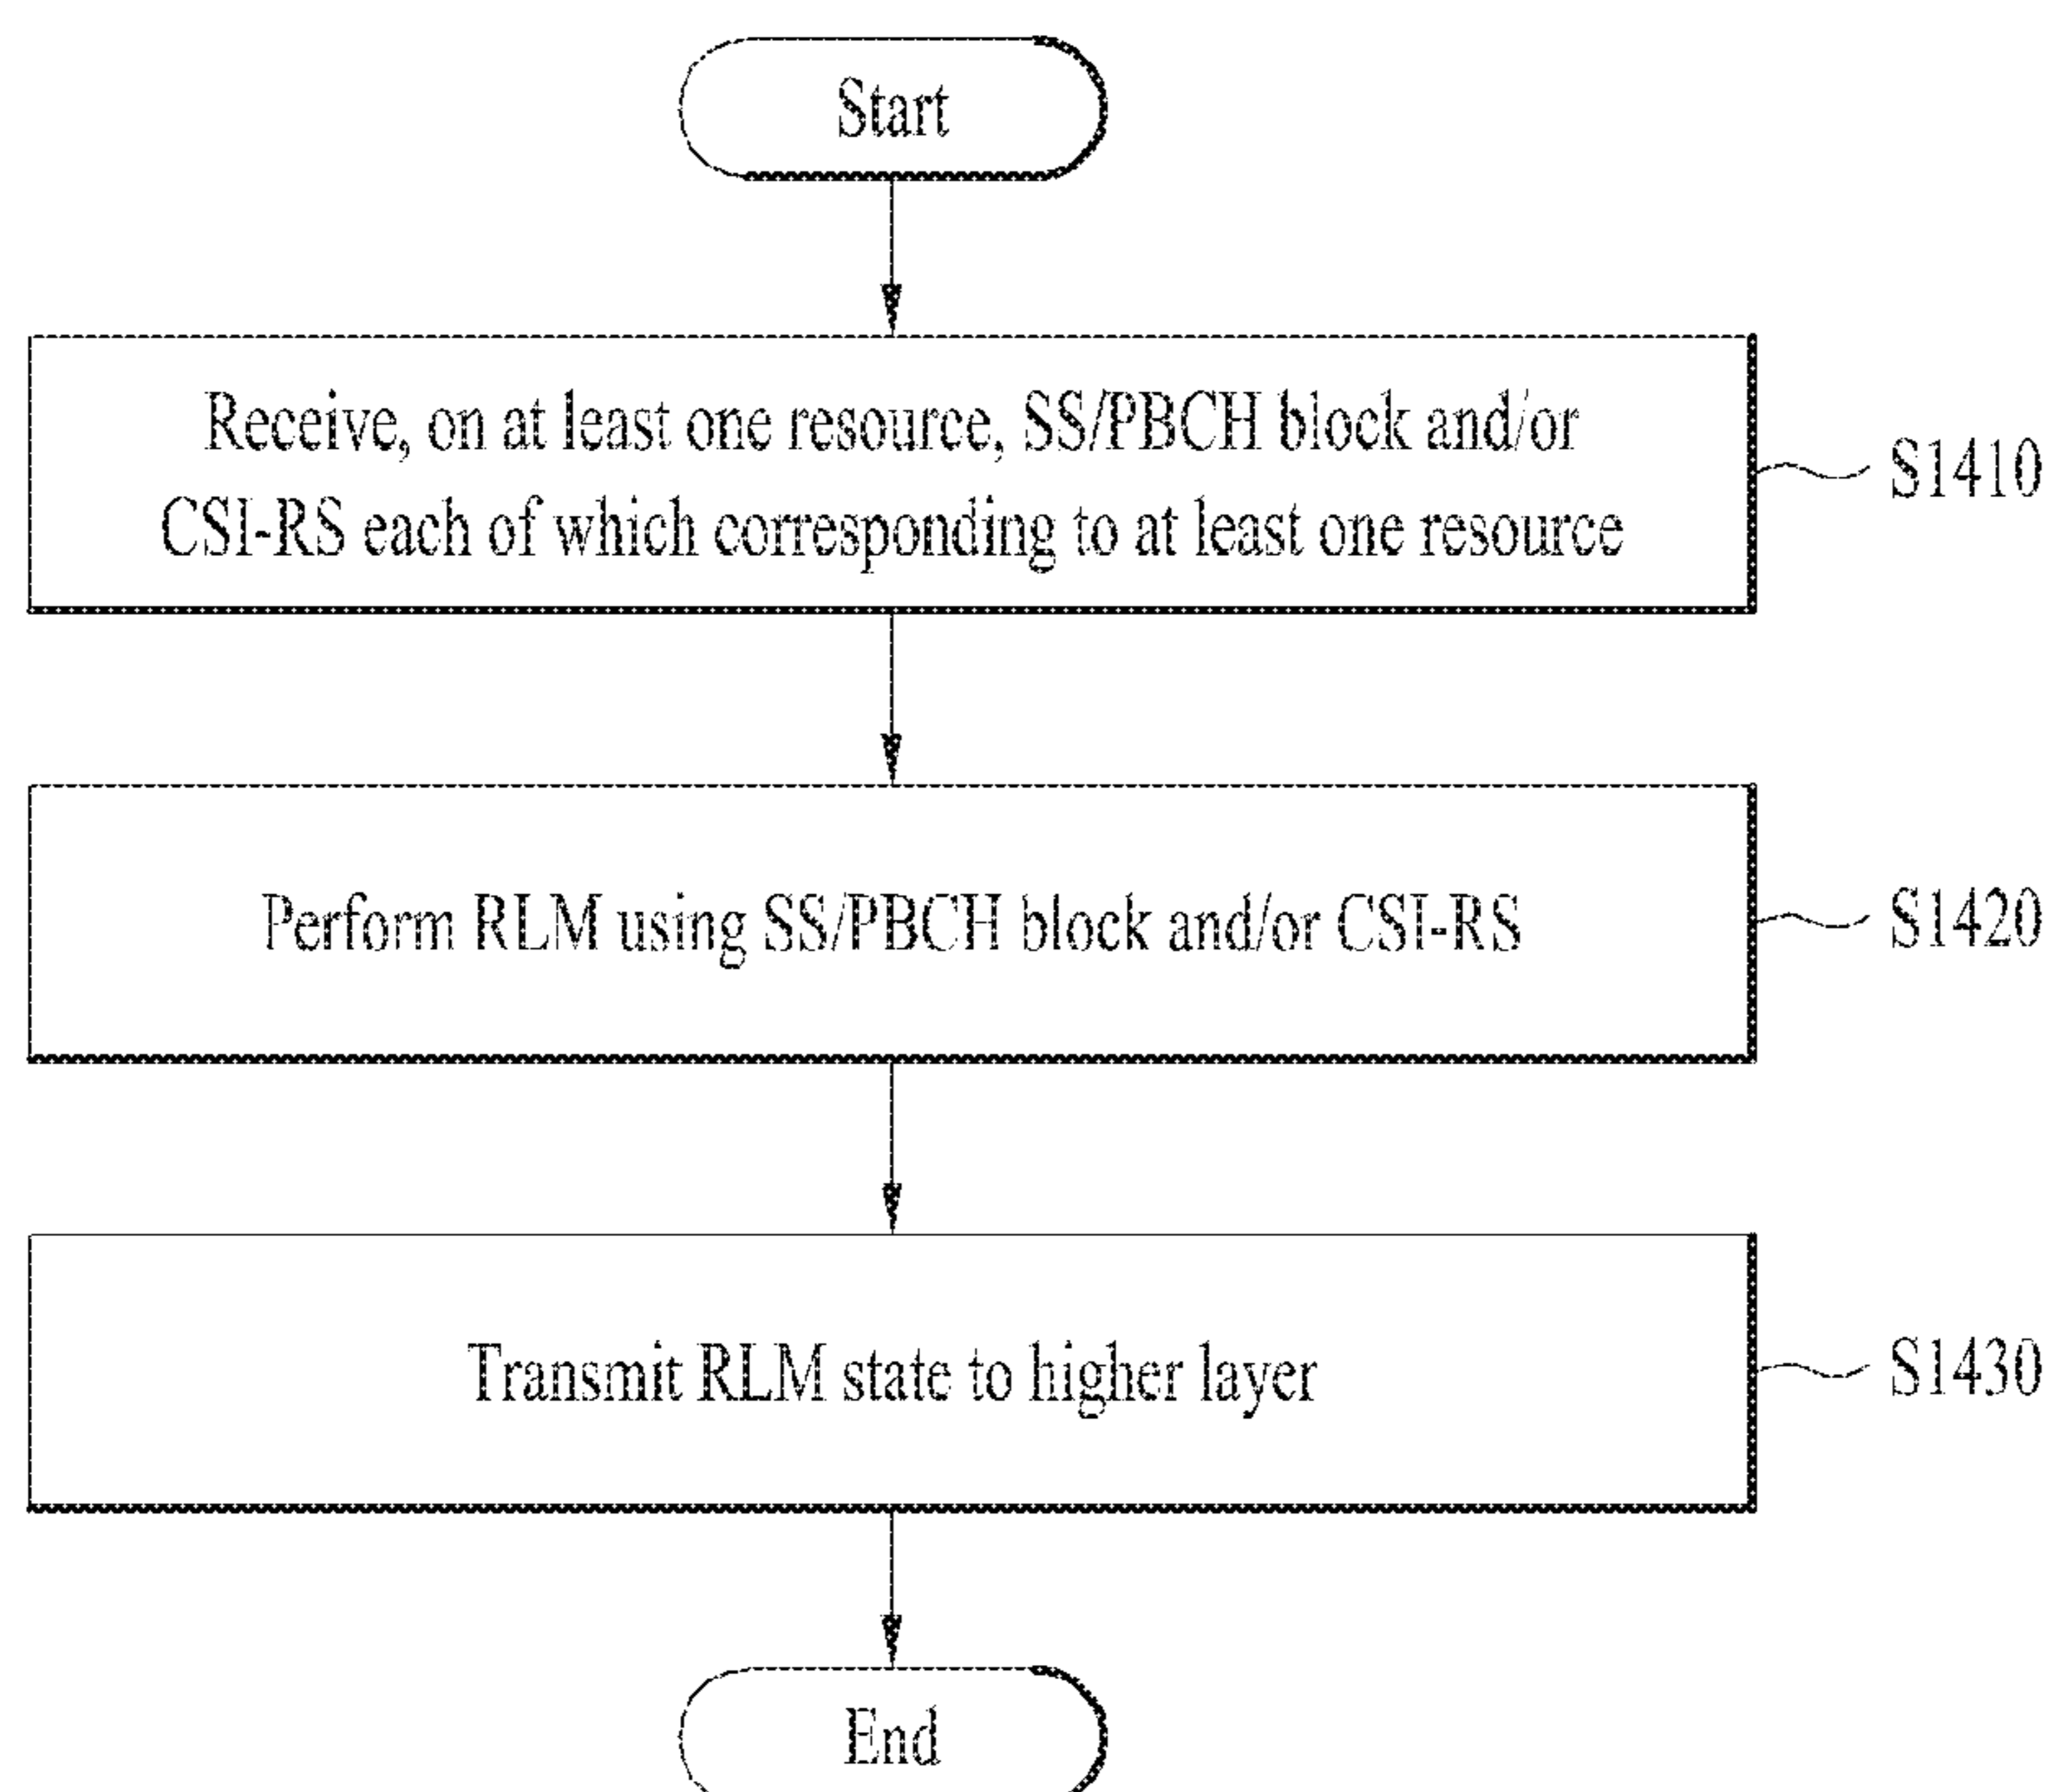 Start
Receive, on at least one resource, SS/PBCH block and/or
CSI-RS each of which corresponding to at least one resource
S1410
Perform RLM using SS/PBCH block and/or CSI-RS
S1420
Transmit RLM state to higher layer
S1430
End